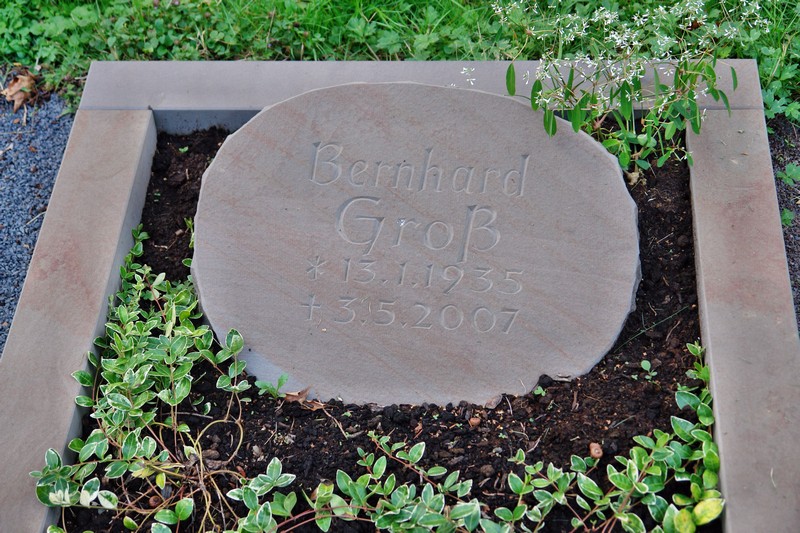 Bernhard
Groß
* 13.1.1935
+ 3.5.2007